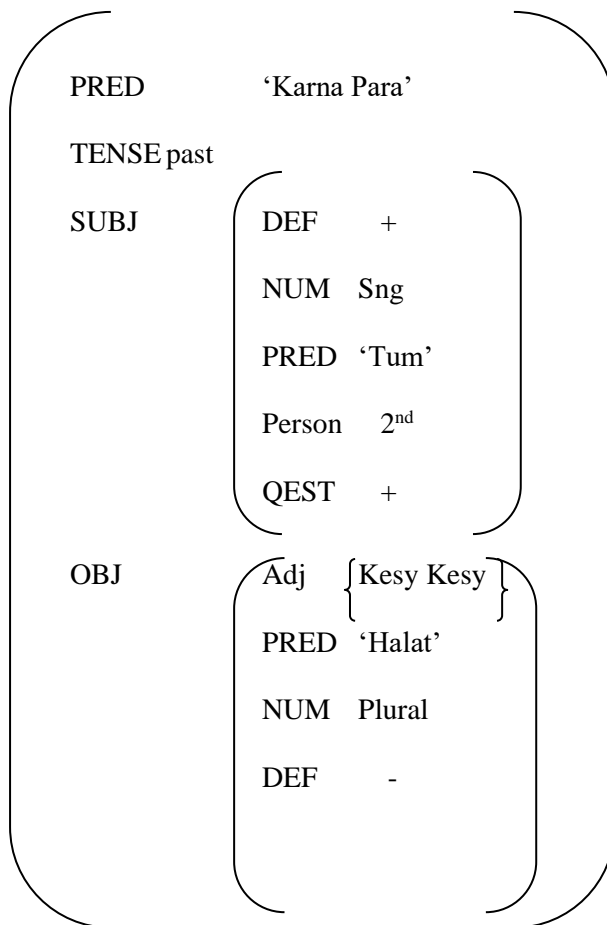 PRED ‘Karna Para’
TENSE past
SUBJ DEF +
NUM Sng
PRED ‘Tum’
Person 2nd
QEST +
OBJ Adj {Kesy Kesy}
PRED ‘Halat’
NUM Plural
DEF -